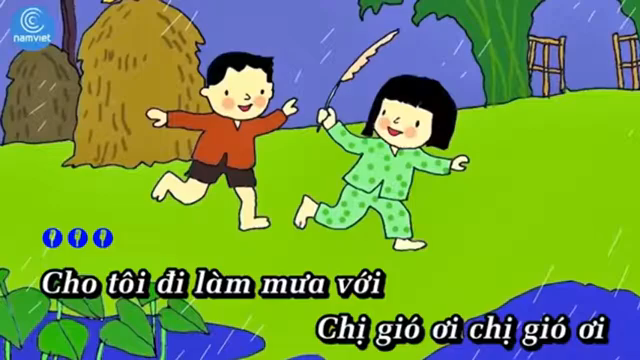 namviet
Cho tôi đi làm mưa với
Chị gió ơi chị gió ơi